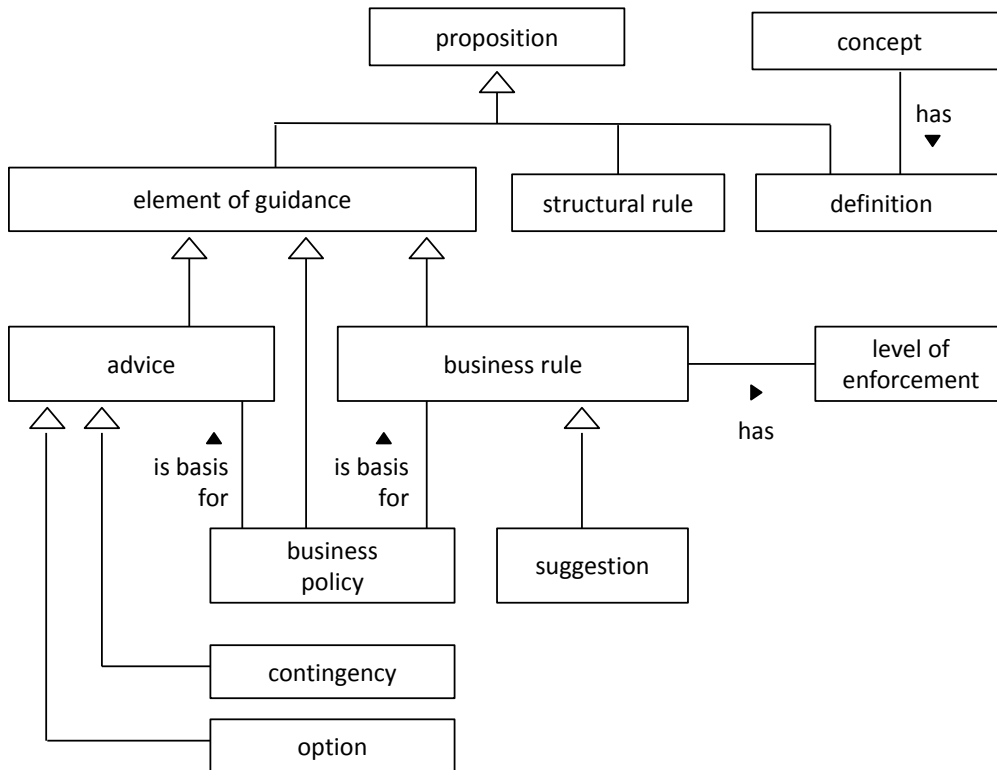 proposition
concept
has
element of guidance
structural rule
definition
advice
business rule
level of
enforcement
has
is basis
for
is basis
for
business
policy
suggestion
contingency
option